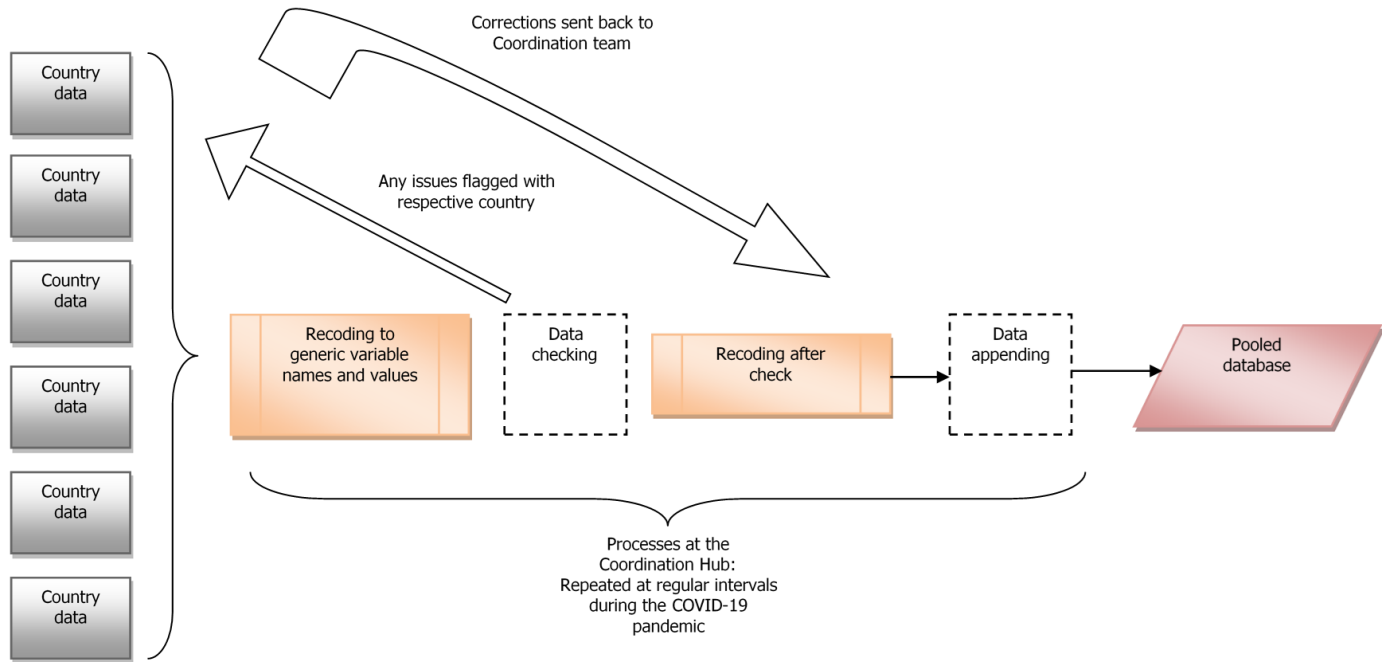 Country
data
Country
data
Country
data
Country
data
Country
data
Country
data
Corrections sent back to
Coordination team
Any issues flagged with
respective country
Recoding to
generic variable
names and values
Data
checking
Recoding after
check
Data
appending
Pooled
database
Processes at the
Coordination Hub:
Repeated at regular intervals
during the COVID-19
pandemic